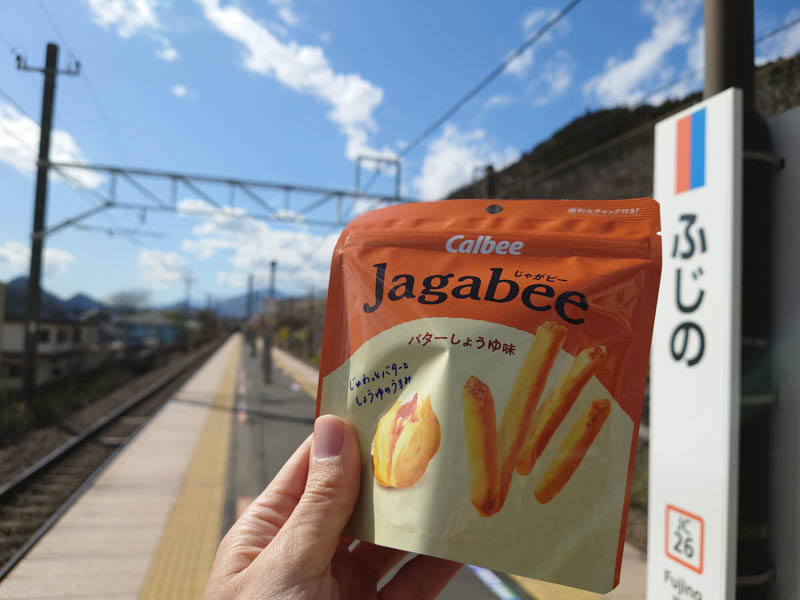 便利なチャック付き!
Calbee
じゃがビー
Jagabee
バターしょうゆ味
じゅわっとバターと
しょうゆのうまみ
ふじの
JC
26
Fujino